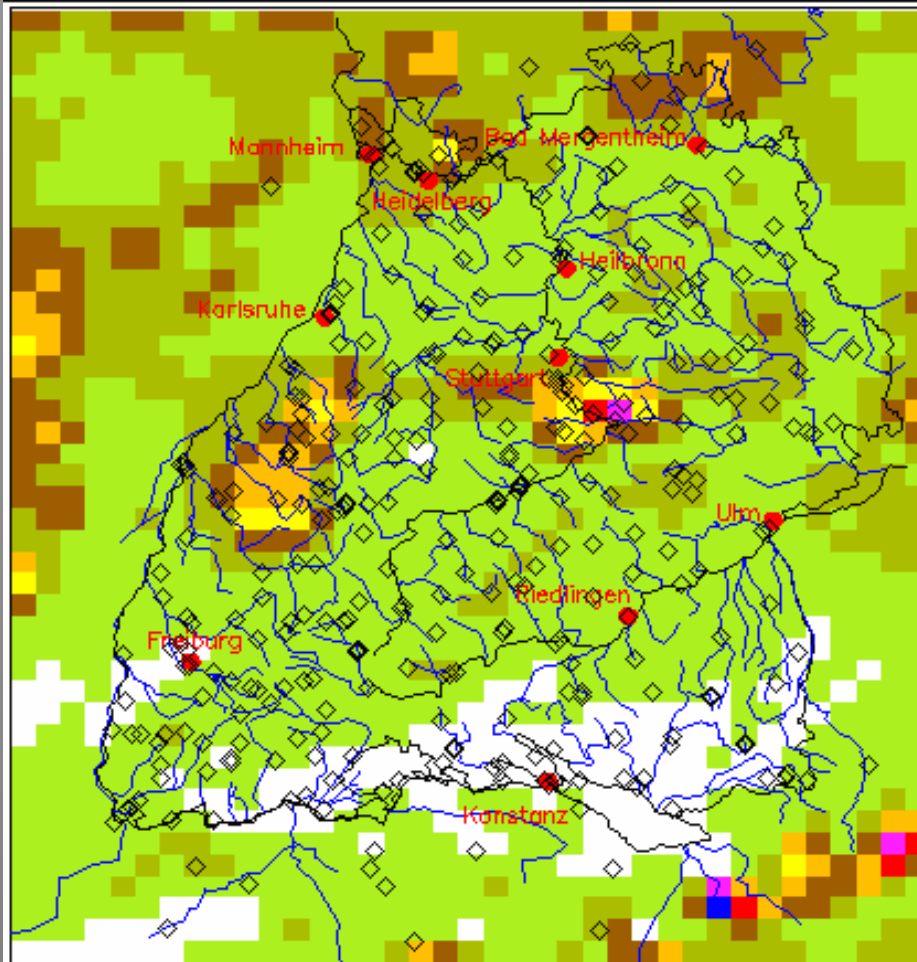 Bad Mergentheim
Mannheim
Heidelberg
Heilbronn
Karlsruhe
Stuttgart
Ulm
Riedlingen
Freiburg
Konstanz